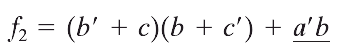 f₂ = (b′ + c)(b + c′) + a′b